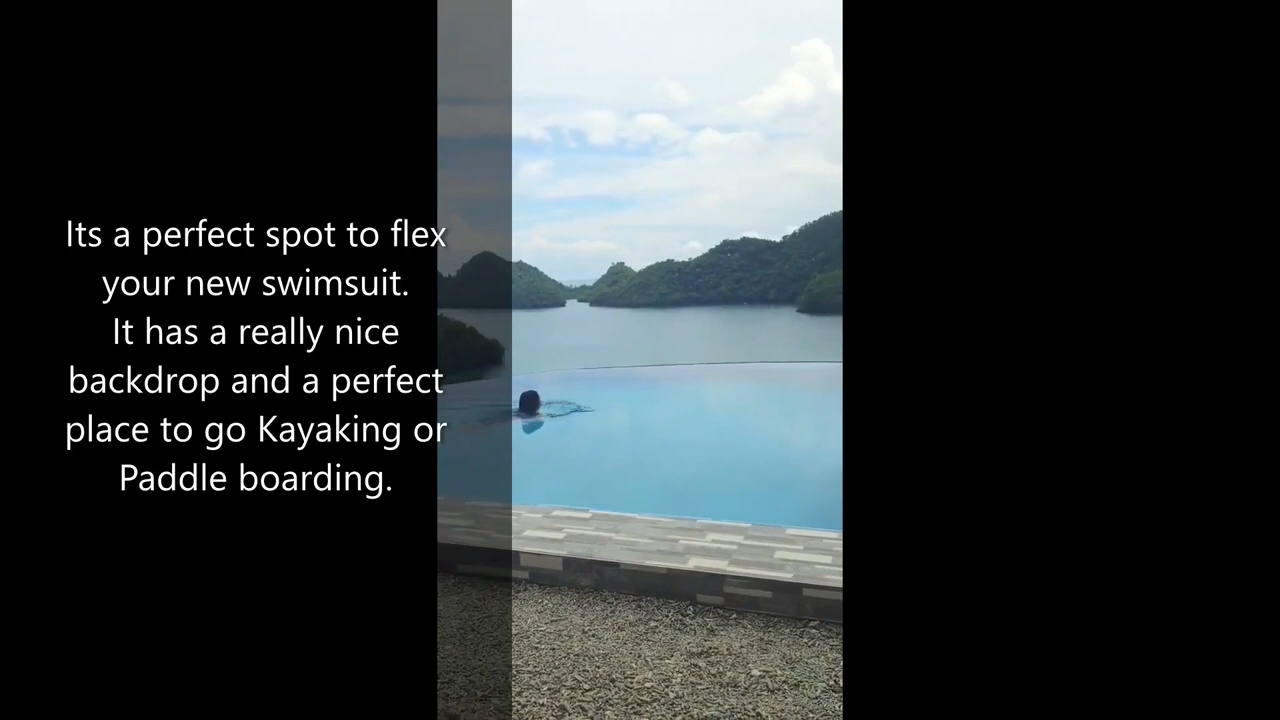 Its a perfect spot to flex
your new swimsuit.
It has a really nice
backdrop and a perfect
place to go Kayaking or
Paddle boarding.